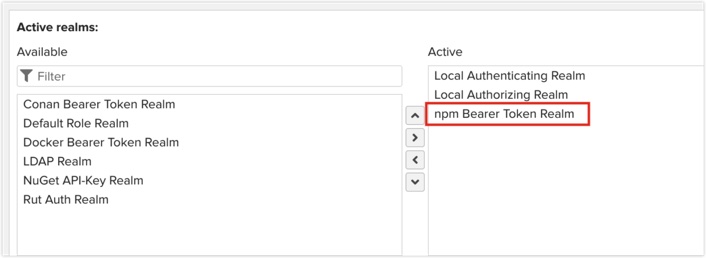 Active realms:
Available
Filter
Conan Bearer Token Realm
Default Role Realm
Docker Bearer Token Realm
LDAP Realm
NuGet API-Key Realm
Rut Auth Realm
Active
Local Authenticating Realm
Local Authorizing Realm
npm Bearer Token Realm